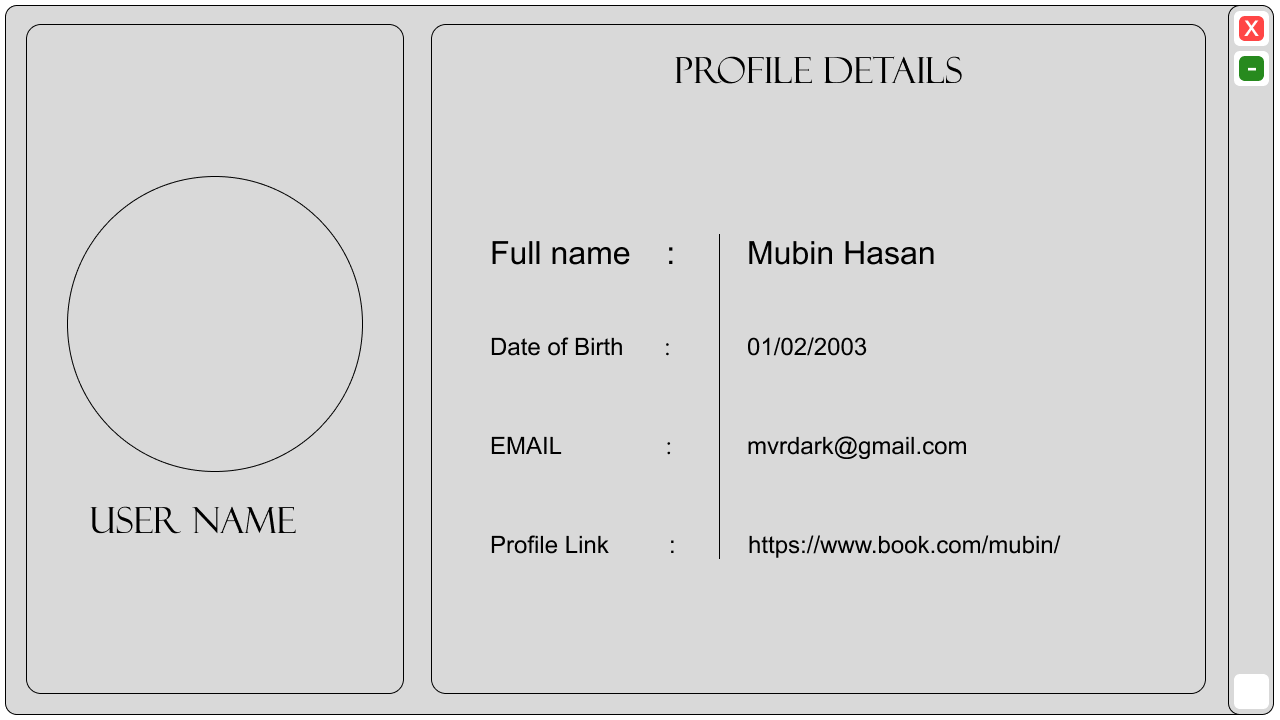 PROFILE DETAILS
X
-
Full name : Mubin Hasan
Date of Birth : 01/02/2003
EMAIL : mvrdark@gmail.com
USER NAME
Profile Link : https://www.book.com/mubin/